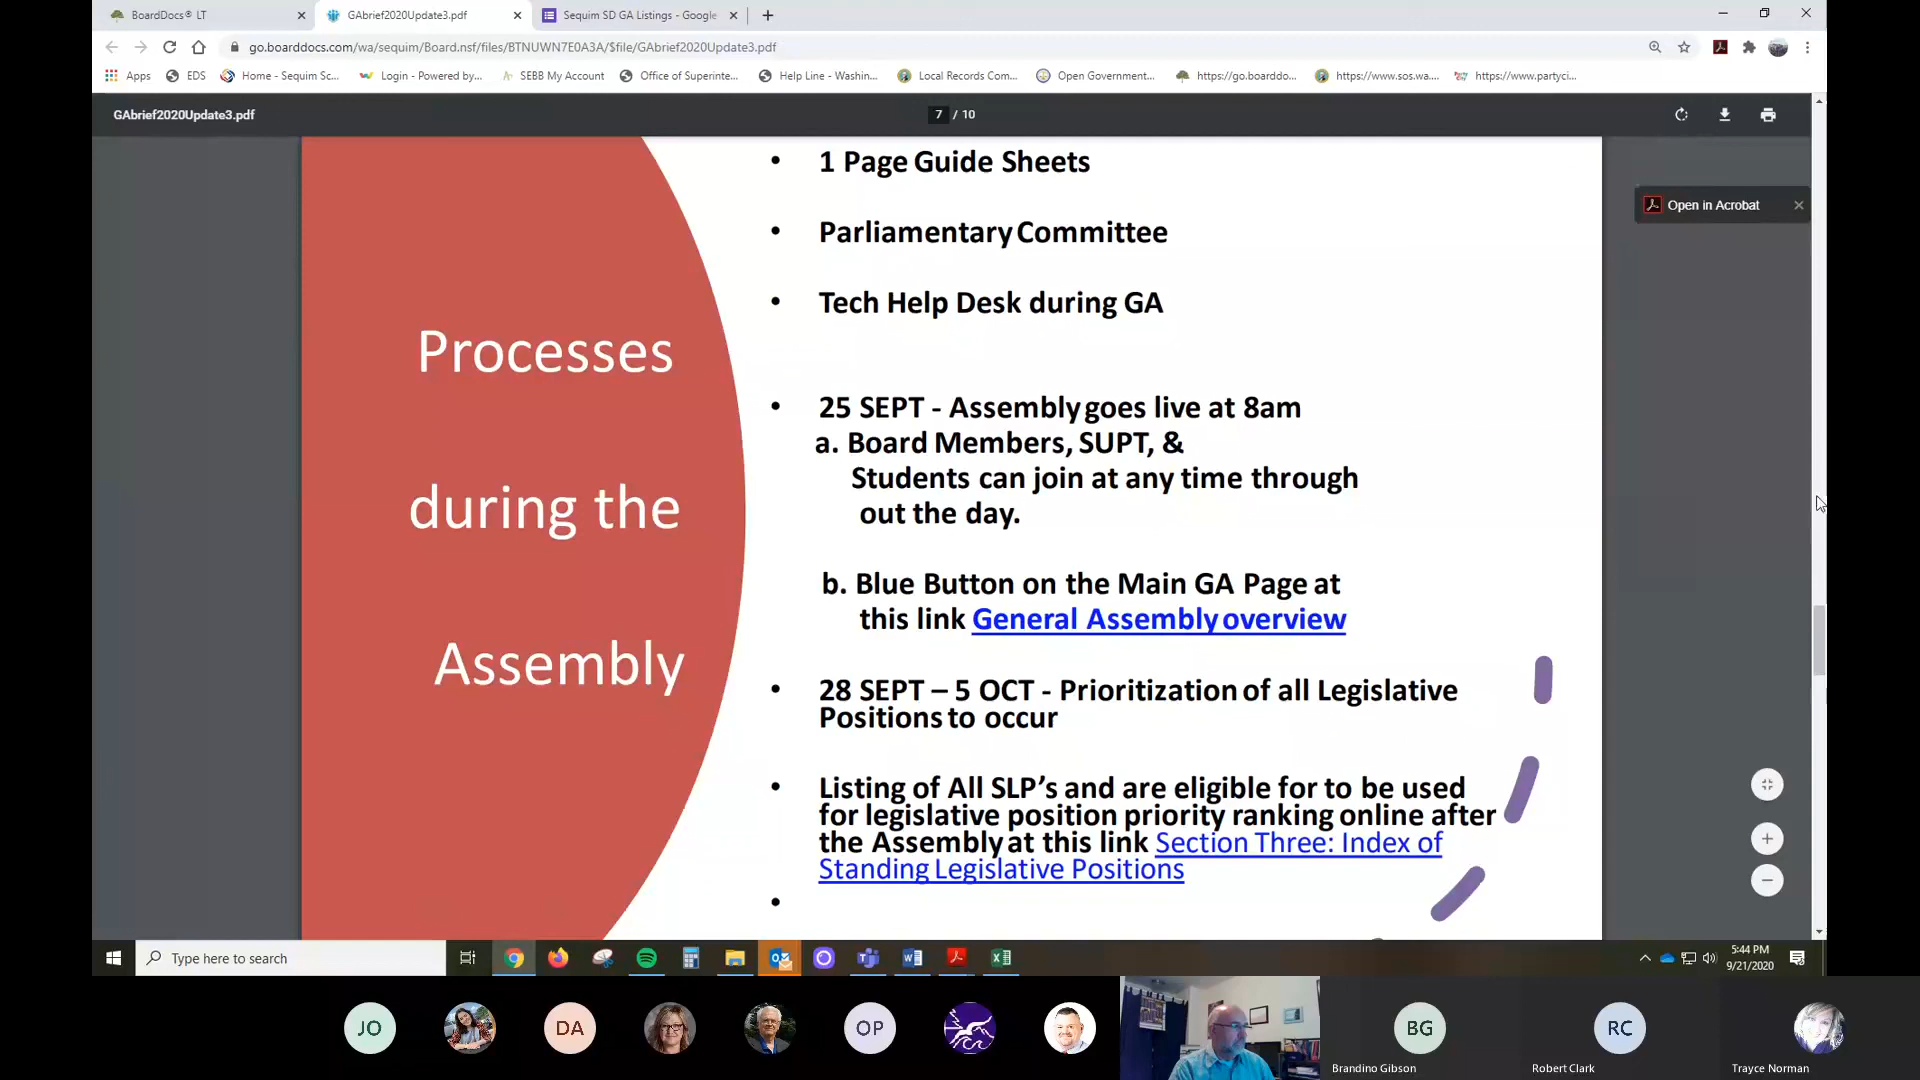 BoardDocs® LT
GAbrief2020Update3.pdf
Sequim SD GA Listings - Google
go.boarddocs.com/wa/sequim/Board.nsf/files/BTNUWN7E0A3A/$file/GAbrief2020Update3.pdf
Apps
EDS
Home - Sequim Sc...
Login - Powered by...
SEBB My Account
Office of Superinte...
Help Line - Washin...
Local Records Com...
Open Government...
https://go.boarddo...
https://www.sos.wa....
https://www.partyci...
GAbrief2020Update3.pdf
7 / 10
Open in Acrobat
Processes
during the
Assembly
• 1 Page Guide Sheets
• Parliamentary Committee
• Tech Help Desk during GA
• 25 SEPT - Assembly goes live at 8am
a. Board Members, SUPT, &
Students can join at any time through
out the day.
b. Blue Button on the Main GA Page at
this link General Assembly overview
• 28 SEPT – 5 OCT - Prioritization of all Legislative
Positions to occur
• Listing of All SLP's and are eligible for to be used
for legislative position priority ranking online after
the Assembly at this link Section Three: Index of
Standing Legislative Positions
•
Type here to search
5:44 PM
9/21/2020
JO
DA
OP
BG
RC
Brandino Gibson
Robert Clark
Trayce Norman